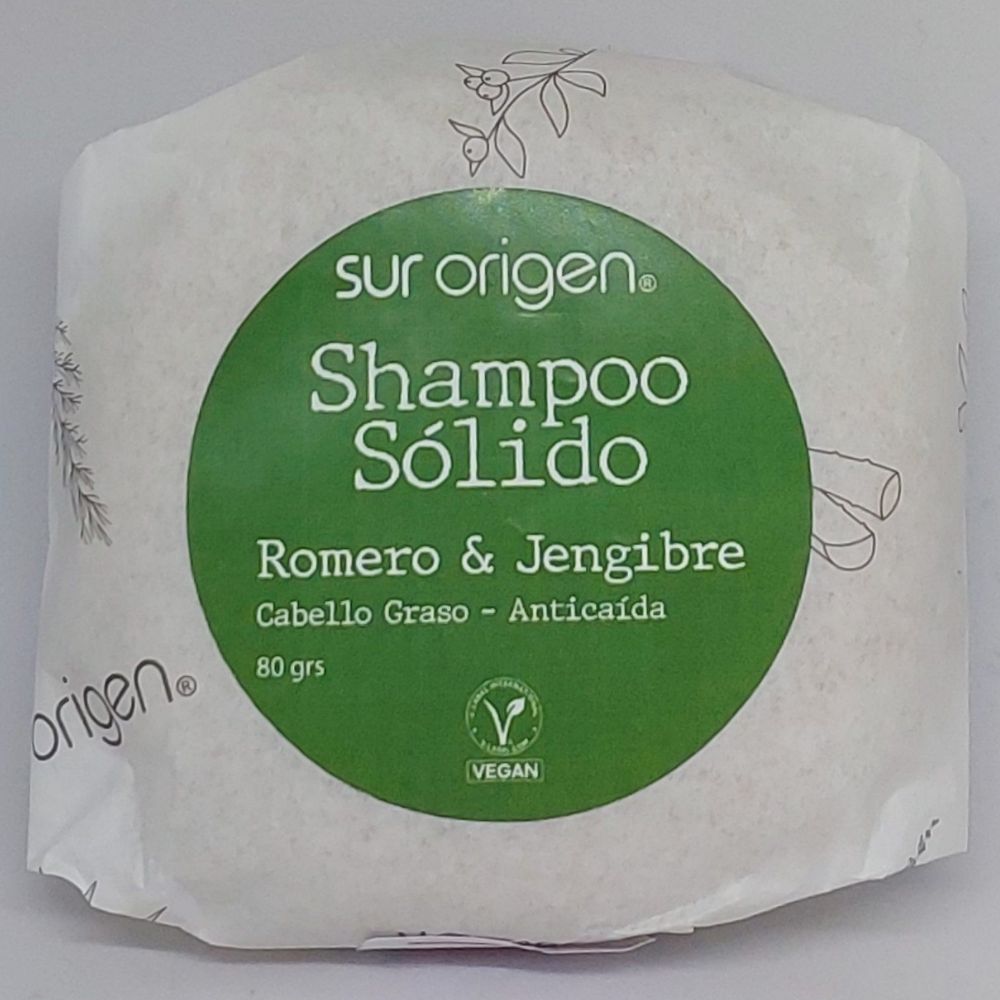 sur origen®
Shampoo
Sólido
Romero & Jengibre
Cabello Graso - Anticaída
80 grs
VEGAN
origen®